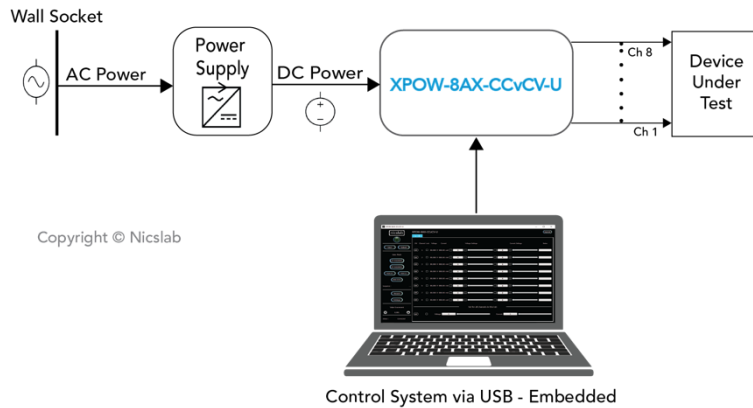 Wall Socket
AC Power
Power
Supply
DC Power
XPOW-8AX-CCvCV-U
Ch 8
Ch 1
Device
Under
Test
Copyright © Nicslab
Control System via USB - Embedded